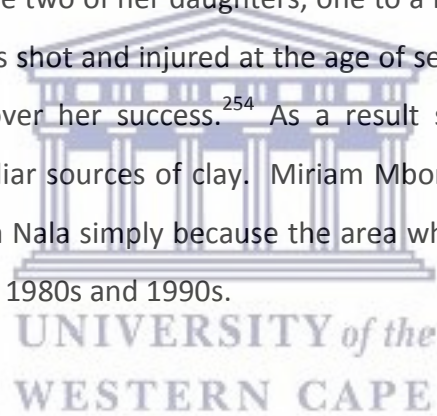 two of her daughters, one to a
s shot and injured at the age of se
ver her success.254 As a result s
liar sources of clay. Miriam Mbor
Nala simply because the area wh
1980s and 1990s.
UNIVERSITY of the
WESTERN CAPE